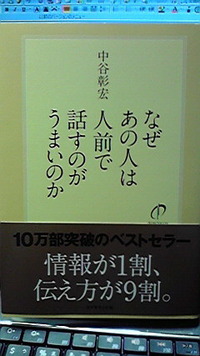 中谷彰宏
なぜ
あの人は
人前で
話すのが
うまいのか
10万部突破のベストセラー
情報が1割、
伝え方が9割。